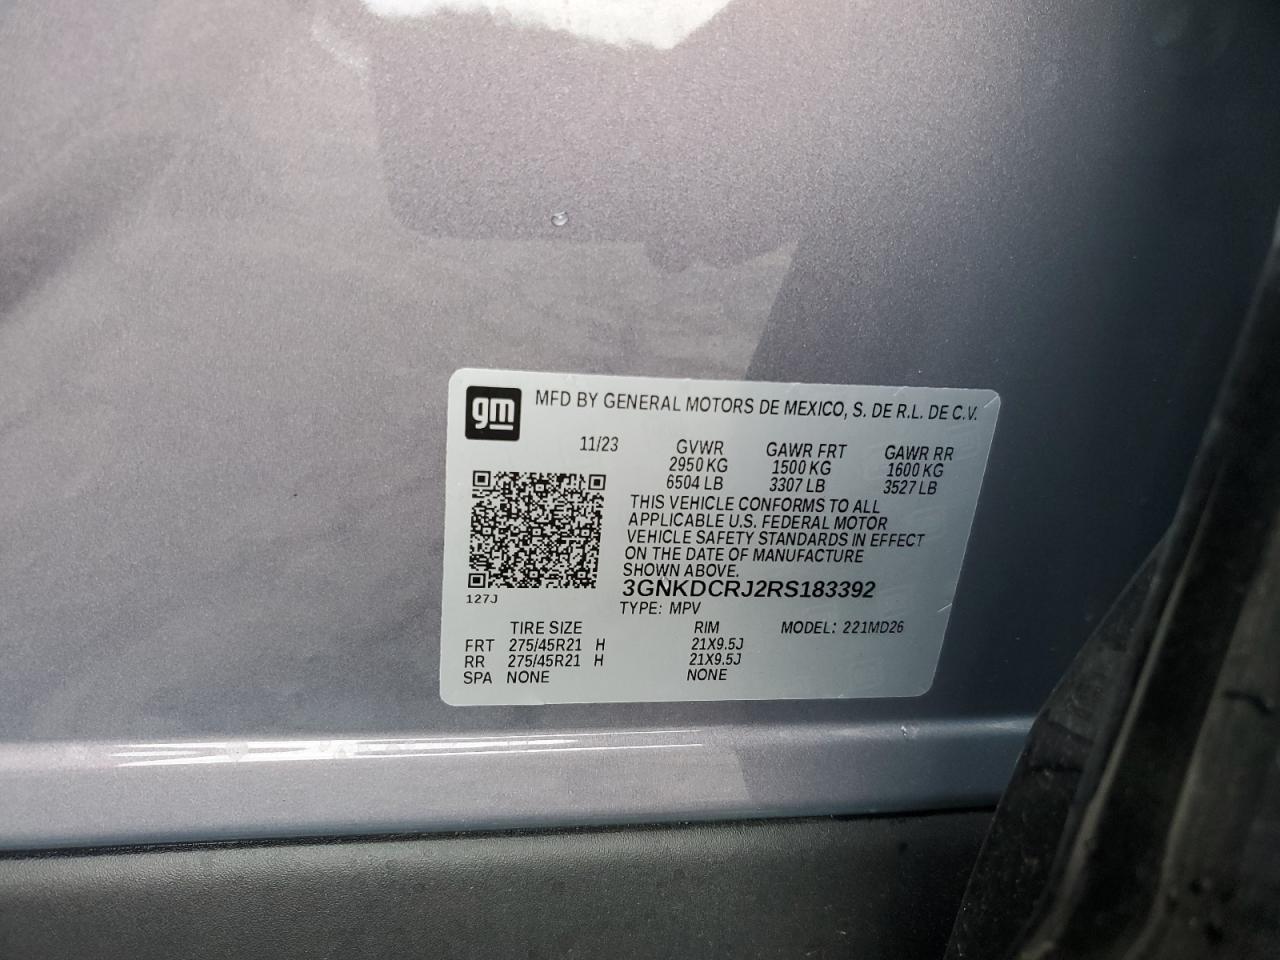 gm MFD BY GENERAL MOTORS DE MEXICO, S. DE R.L. DE C.V.
11/23 GVWR GAWR FRT GAWR RR
2950 KG 1500 KG 1600 KG
6504 LB 3307 LB 3527 LB
THIS VEHICLE CONFORMS TO ALL
APPLICABLE U.S. FEDERAL MOTOR
VEHICLE SAFETY STANDARDS IN EFFECT
ON THE DATE OF MANUFACTURE
SHOWN ABOVE.
3GNKDCRJ2RS183392
127J
TYPE: MPV
TIRE SIZE RIM MODEL: 221MD26
FRT 275/45R21 H 21X9.5J
RR 275/45R21 H 21X9.5J
SPA NONE NONE